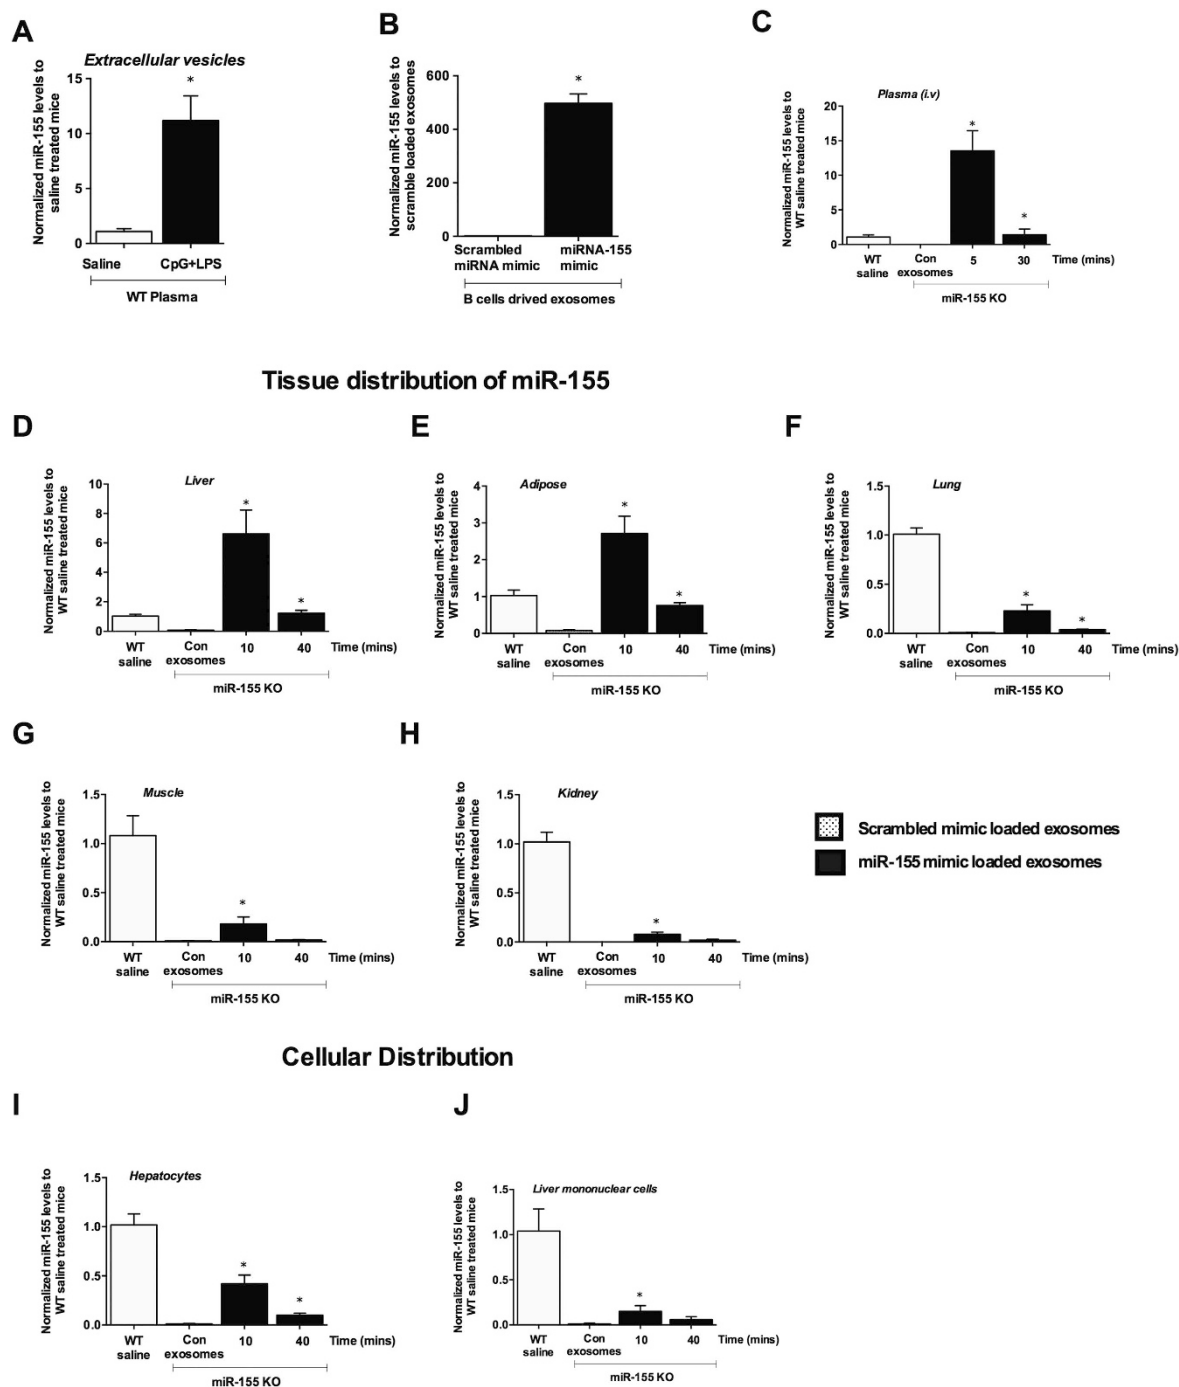 A
Extracellular vesicles
Normalized miR-155 levels to
saline treated mice
15
10
5
0
*
Saline
CpG+LPS
WT Plasma
B
Normalized miR-155 levels to
scramble loaded exosomes
600
400
200
0
*
Scrambled
miRNA mimic
miRNA-155
mimic
B cells drived exosomes
C
Plasma (i.v)
Normalized miR-155 levels to
WT saline treated mice
20
15
10
5
0
*
*
WT
saline
Con
exosomes
5
30
Time (mins)
miR-155 KO
Tissue distribution of miR-155
D
Liver
Normalized miR-155 levels to
WT saline treated mice
10
8
6
4
2
0
*
*
WT
saline
Con
exosomes
10
40
Time (mins)
miR-155 KO
E
Adipose
Normalized miR-155 levels to
WT saline treated mice
4
3
2
1
0
*
*
WT
saline
Con
exosomes
10
40
Time (mins)
miR-155 KO
F
Lung
Normalized miR-155 levels to
WT saline treated mice
1.5
1.0
0.5
0.0
*
*
WT
saline
Con
exosomes
10
40
Time (mins)
miR-155 KO
G
Muscle
Normalized miR-155 levels to
WT saline treated mice
1.5
1.0
0.5
0.0
*
WT
saline
Con
exosomes
10
40
Time (mins)
miR-155 KO
H
Kidney
Normalized miR-155 levels to
WT saline treated mice
1.5
1.0
0.5
0.0
*
WT
saline
Con
exosomes
10
40
Time (mins)
miR-155 KO
Scrambled mimic loaded exosomes
miR-155 mimic loaded exosomes
Cellular Distribution
I
Hepatocytes
Normalized miR-155 levels to
WT saline treated mice
1.5
1.0
0.5
0.0
*
*
WT
saline
Con
exosomes
10
40
Time (mins)
miR-155 KO
J
Liver mononuclear cells
Normalized miR-155 levels to
WT saline treated mice
1.5
1.0
0.5
0.0
*
WT
saline
Con
exosomes
10
40
Time (mins)
miR-155 KO